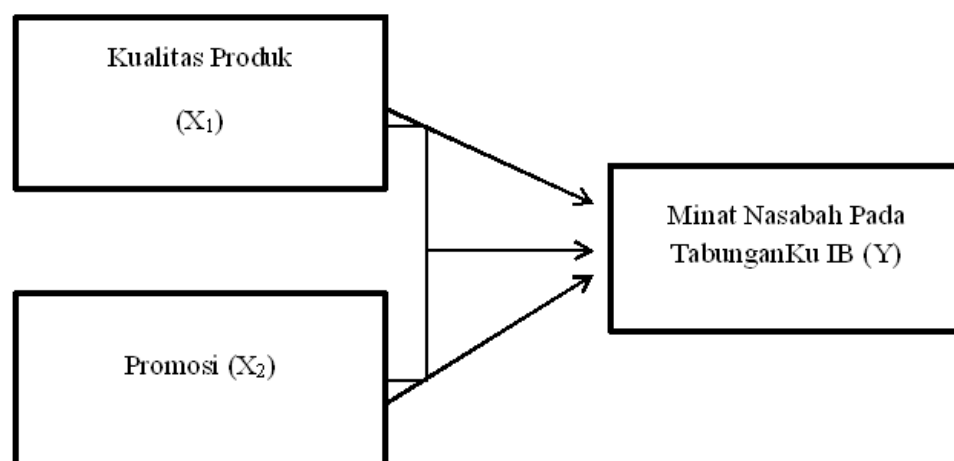 Kualitas Produk
(X₁)
Minat Nasabah Pada
TabunganKu IB (Y)
Promosi (X₂)